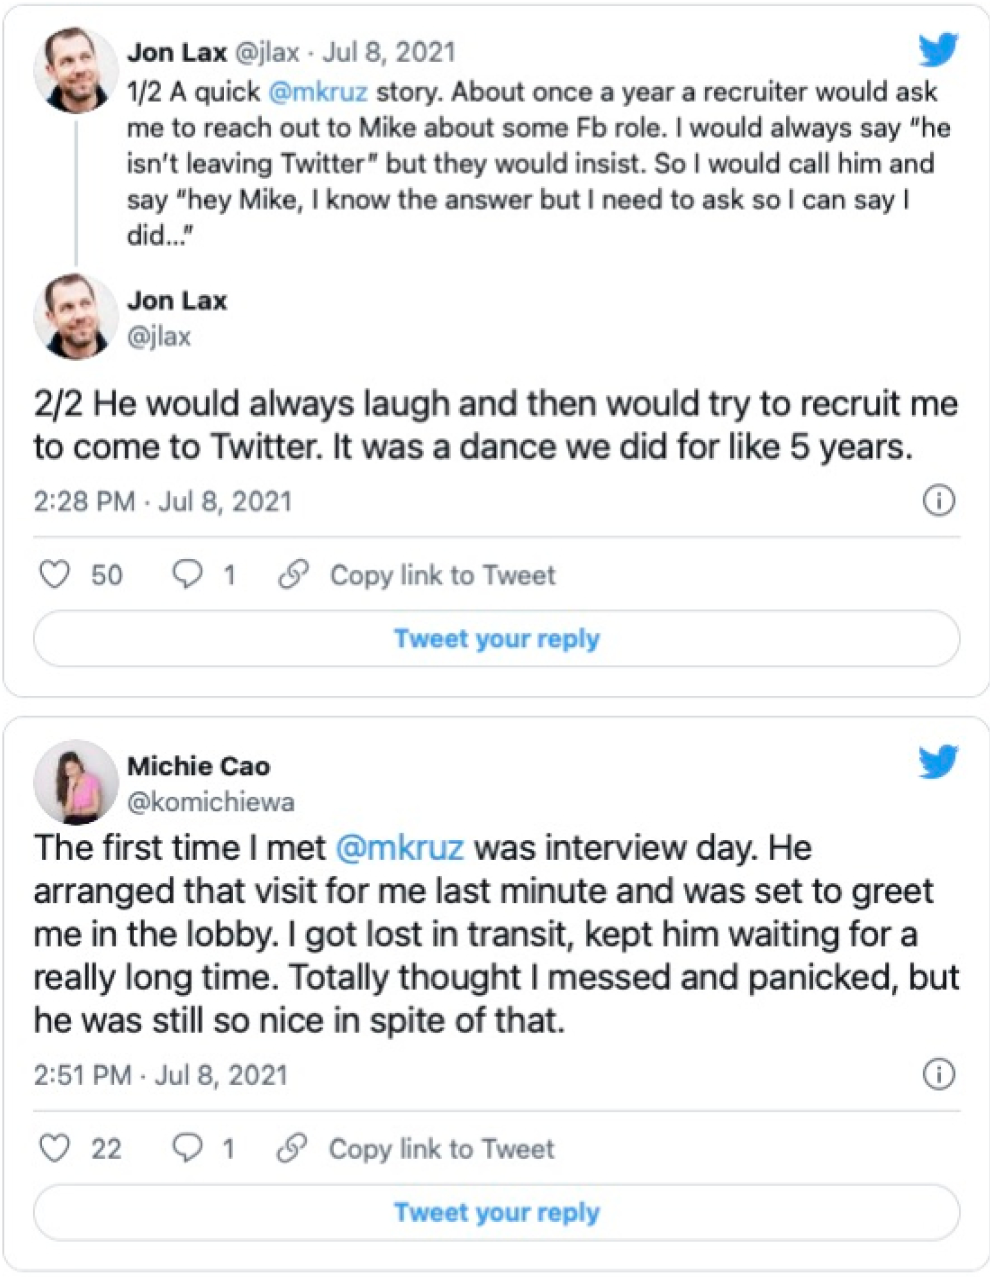 Jon Lax @jlax · Jul 8, 2021
1/2 A quick @mkruz story. About once a year a recruiter would ask
me to reach out to Mike about some Fb role. I would always say “he
isn’t leaving Twitter” but they would insist. So I would call him and
say “hey Mike, I know the answer but I need to ask so I can say I
did...”
Jon Lax
@jlax
2/2 He would always laugh and then would try to recruit me
to come to Twitter. It was a dance we did for like 5 years.
2:28 PM · Jul 8, 2021
50 1 Copy link to Tweet
Tweet your reply
Michie Cao
@komichiewa
The first time I met @mkruz was interview day. He
arranged that visit for me last minute and was set to greet
me in the lobby. I got lost in transit, kept him waiting for a
really long time. Totally thought I messed and panicked, but
he was still so nice in spite of that.
2:51 PM · Jul 8, 2021
22 1 Copy link to Tweet
Tweet your reply